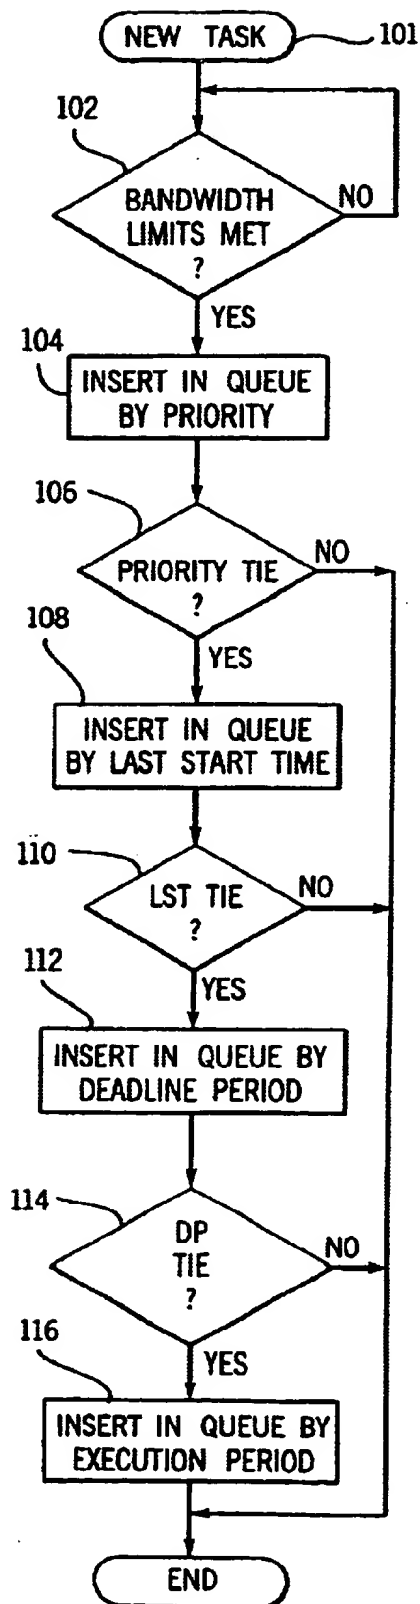 NEW TASK
101
102
BANDWIDTH
LIMITS MET
?
NO
YES
104
INSERT IN QUEUE
BY PRIORITY
106
PRIORITY TIE
?
NO
YES
108
INSERT IN QUEUE
BY LAST START TIME
110
LST TIE
?
NO
YES
112
INSERT IN QUEUE BY
DEADLINE PERIOD
114
DP
TIE
?
NO
YES
116
INSERT IN QUEUE BY
EXECUTION PERIOD
END